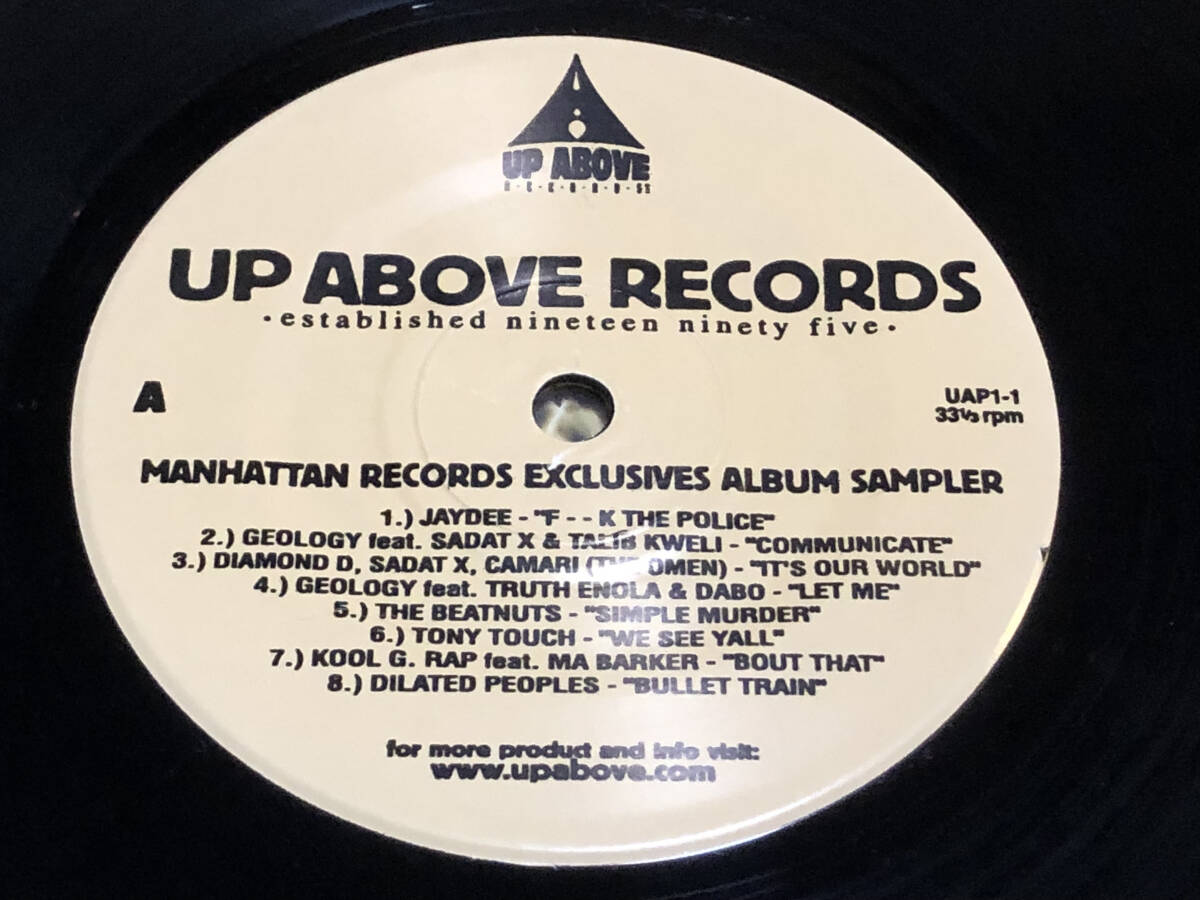 UP ABOVE
R·E·C·O·R·D·S
UP ABOVE RECORDS
•established nineteen ninety five•
A
UAP1-1
33⅓ rpm
MANHATTAN RECORDS EXCLUSIVES ALBUM SAMPLER
1.) JAYDEE - "F - - K THE POLICE"
2.) GEOLOGY feat. SADAT X & TALIB KWELI - "COMMUNICATE"
3.) DIAMOND D, SADAT X, CAMARI (THE OMEN) - "IT'S OUR WORLD"
4.) GEOLOGY feat. TRUTH ENOLA & DABO - "LET ME"
5.) THE BEATNUTS - "SIMPLE MURDER"
6.) TONY TOUCH - "WE SEE YALL"
7.) KOOL G. RAP feat. MA BARKER - "BOUT THAT"
8.) DILATED PEOPLES - "BULLET TRAIN"
for more product and info visit:
www.upabove.com